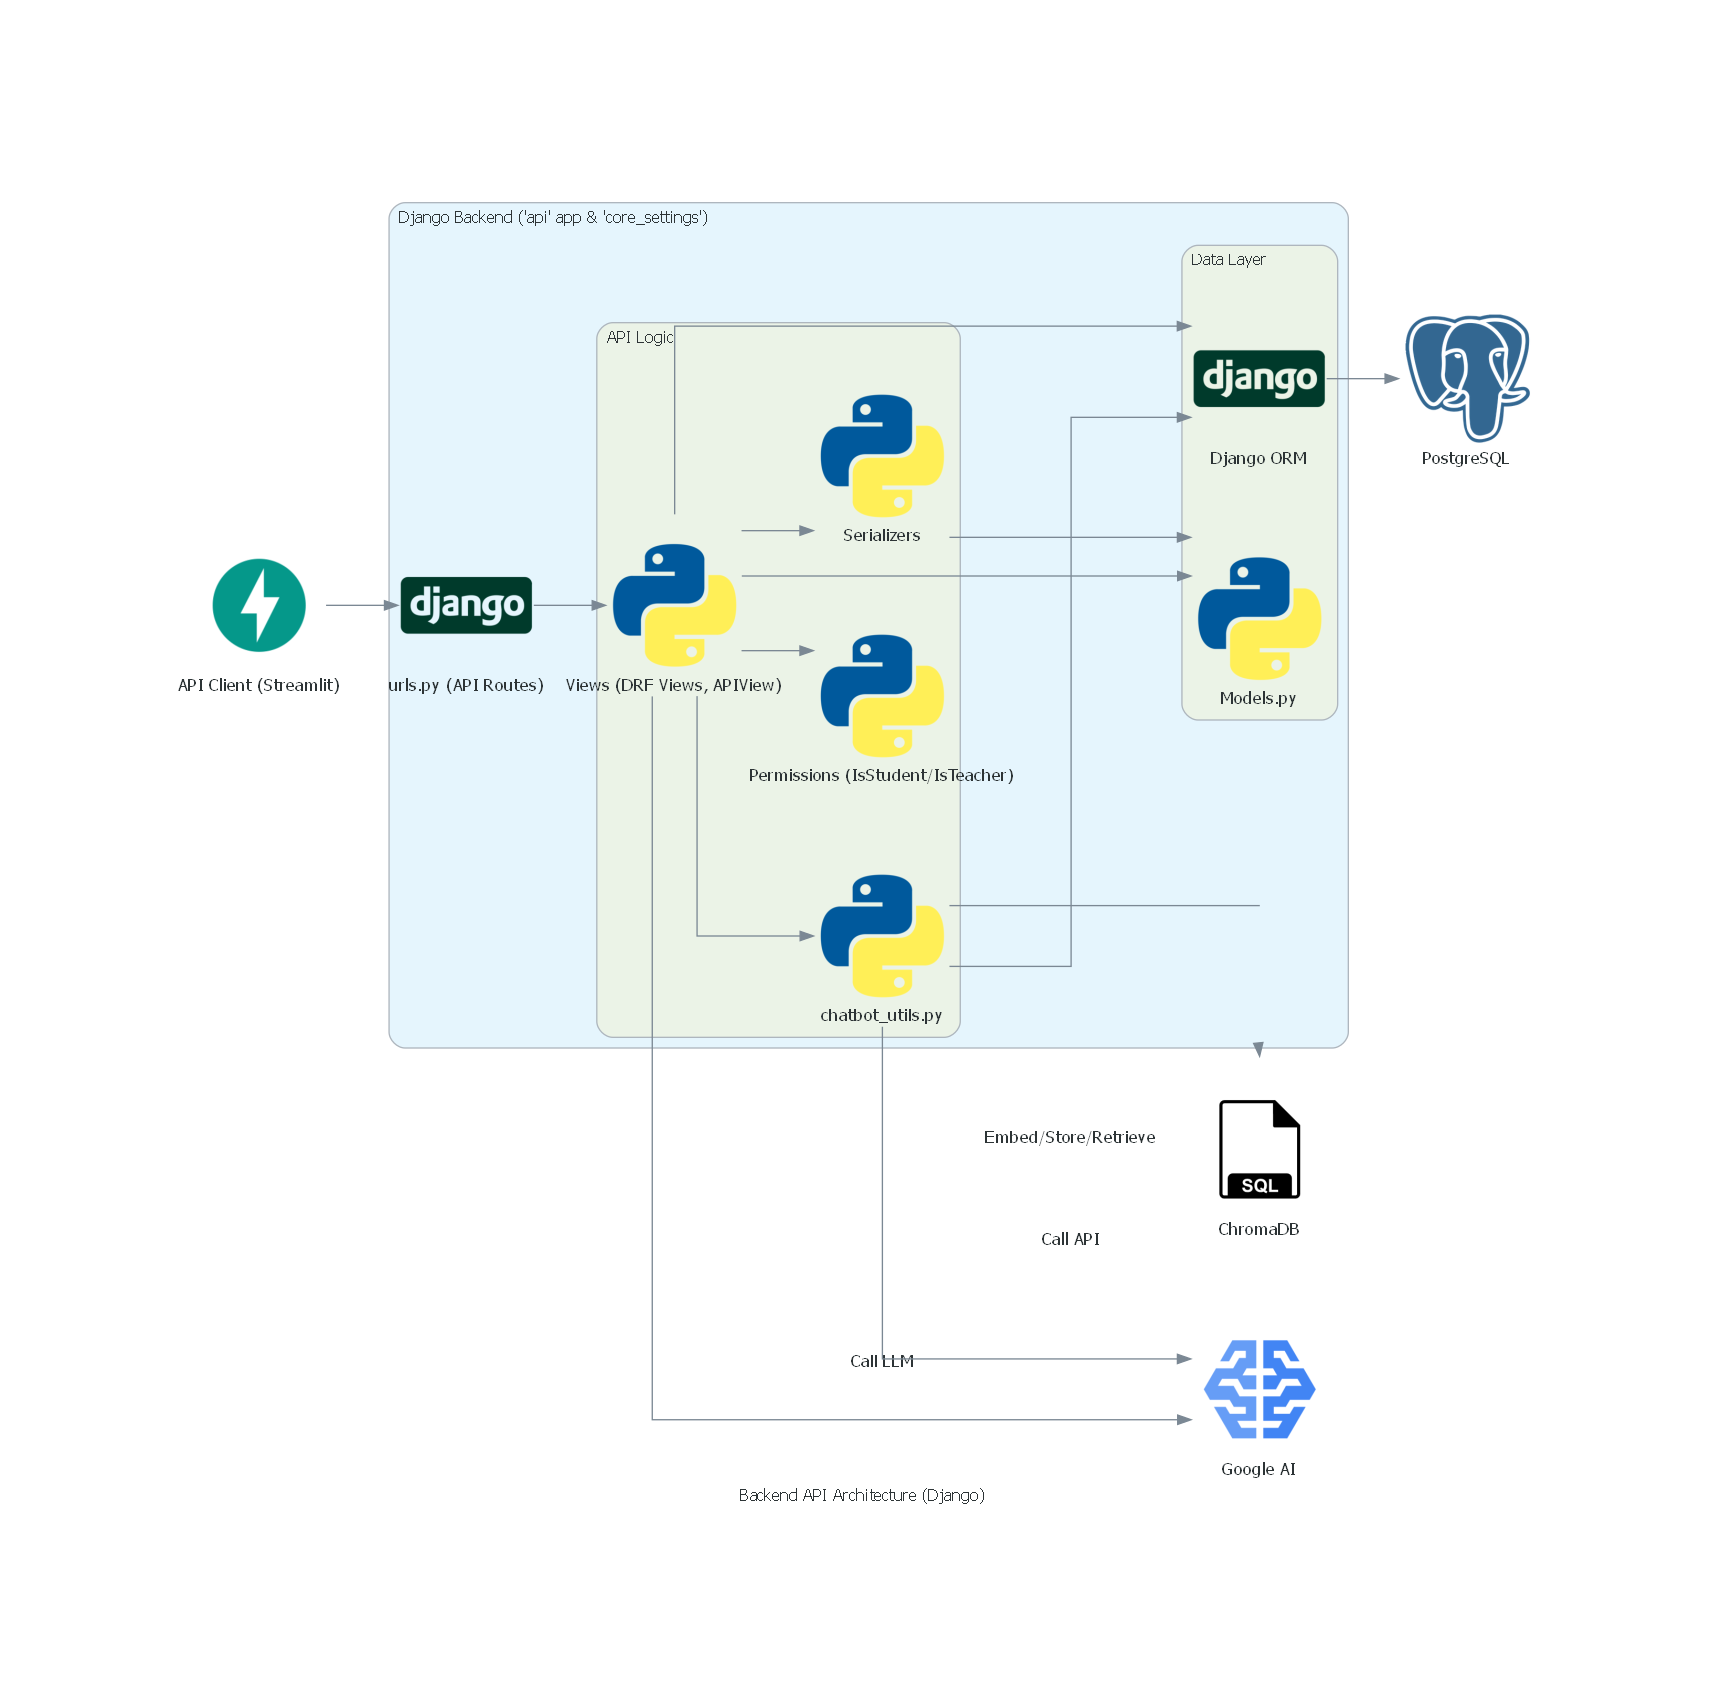 Django Backend ('api' app & 'core_settings')
Data Layer
API Logic
django
Django ORM
PostgreSQL
Serializers
django
API Client (Streamlit)
urls.py (API Routes)
Views (DRF Views, APIView)
Models.py
Permissions (IsStudent/IsTeacher)
chatbot_utils.py
Embed/Store/Retrieve
SQL
ChromaDB
Call API
Call LLM
Google AI
Backend API Architecture (Django)